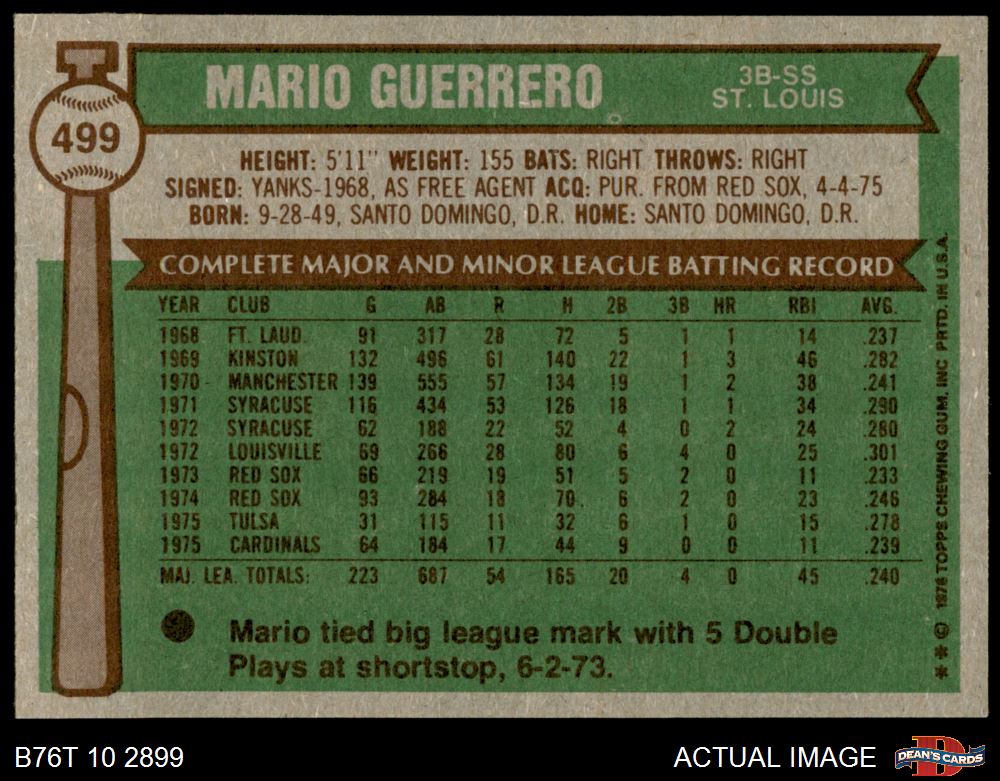 MARIO GUERRERO
3B-SS
ST. LOUIS
499
HEIGHT: 5'11" WEIGHT: 155 BATS: RIGHT THROWS: RIGHT
SIGNED: YANKS-1968, AS FREE AGENT ACQ: PUR. FROM RED SOX, 4-4-75
BORN: 9-28-49, SANTO DOMINGO, D.R. HOME: SANTO DOMINGO, D.R.
COMPLETE MAJOR AND MINOR LEAGUE BATTING RECORD
YEAR CLUB G AB R H 2B 3B HR RBI AVG.
1968 FT. LAUD. 91 317 28 72 5 1 1 14 .237
1969 KINSTON 132 496 61 140 22 1 3 46 .282
1970 MANCHESTER 139 555 57 134 19 1 2 38 .241
1971 SYRACUSE 116 434 53 126 18 1 1 34 .290
1972 SYRACUSE 62 188 22 52 4 0 2 24 .280
1972 LOUISVILLE 69 266 28 80 6 4 0 25 .301
1973 RED SOX 66 219 19 51 5 2 0 11 .233
1974 RED SOX 93 284 18 70 6 2 0 23 .246
1975 TULSA 31 115 11 32 6 1 0 15 .278
1975 CARDINALS 64 184 17 44 9 0 0 11 .239
MAJ. LEA. TOTALS: 223 687 54 165 20 4 0 45 .240
Mario tied big league mark with 5 Double
Plays at shortstop, 6-2-73.
** © 1976 TOPPS CHEWING GUM. INC PRTD. IN U.S.A.
B76T 10 2899
ACTUAL IMAGE
D
DEAN'S CARDS